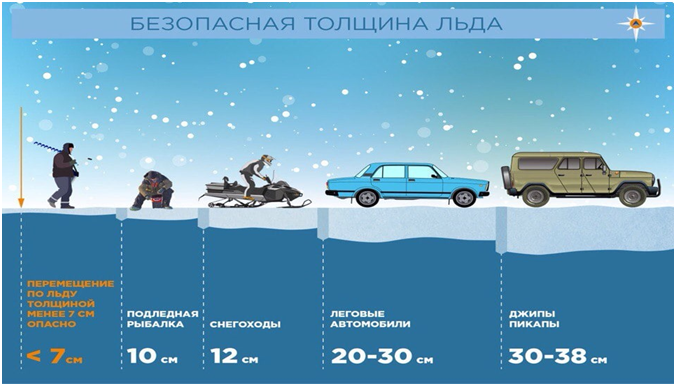 БЕЗОПАСНАЯ ТОЛЩИНА ЛЬДА
ПЕРЕМЕЩЕНИЕ
ПО ЛЬДУ
ТОЛЩИНОЙ
МЕНЕЕ 7 СМ
ОПАСНО
< 7 СМ
ПОДЛЕДНАЯ
РЫБАЛКА
10 СМ
СНЕГОХОДЫ
12 СМ
ЛЕГОВЫЕ
АВТОМОБИЛИ
20-30 СМ
ДЖИПЫ
ПИКАПЫ
30-38 СМ